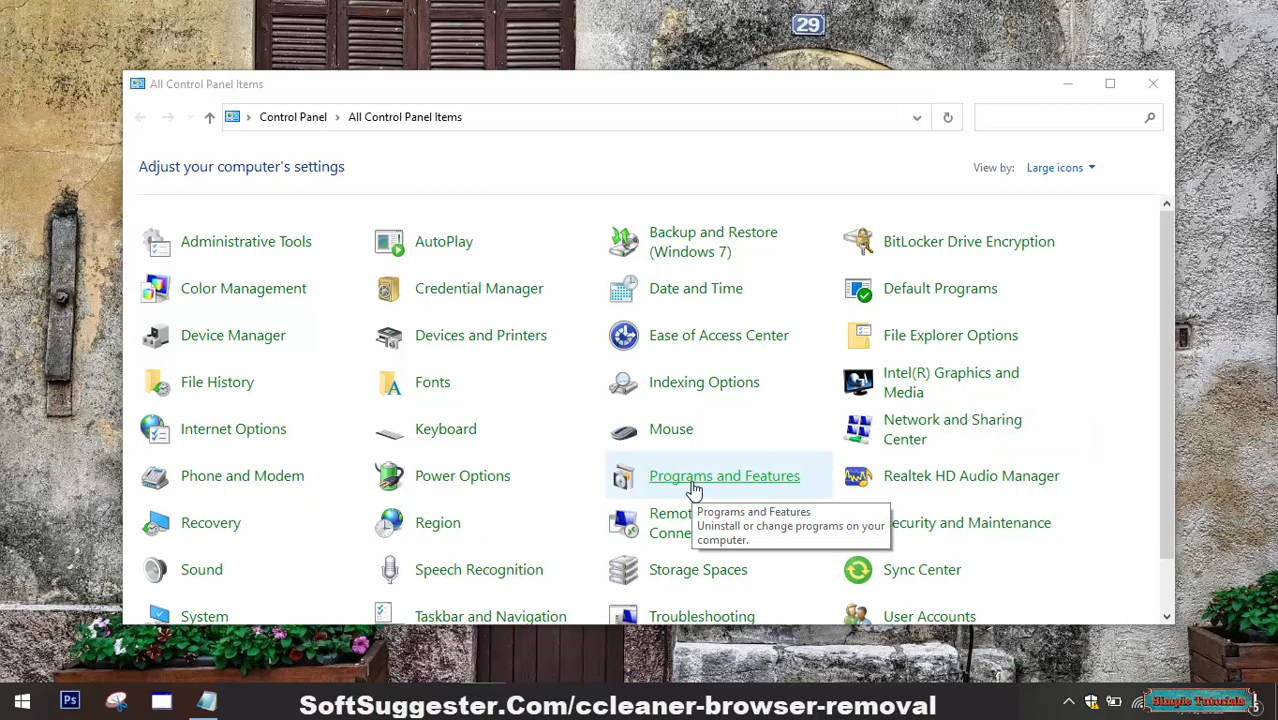 29
All Control Panel Items
Control Panel > All Control Panel Items
Adjust your computer's settings
View by: Large icons
Administrative Tools
AutoPlay
Backup and Restore
(Windows 7)
BitLocker Drive Encryption
Color Management
Credential Manager
Date and Time
Default Programs
Device Manager
Devices and Printers
Ease of Access Center
File Explorer Options
File History
Fonts
Indexing Options
Intel(R) Graphics and
Media
Internet Options
Keyboard
Mouse
Network and Sharing
Center
Phone and Modem
Power Options
Programs and Features
Realtek HD Audio Manager
Programs and Features
Uninstall or change programs on your
computer.
Recovery
Region
Security and Maintenance
Sound
Speech Recognition
Storage Spaces
Sync Center
System
Taskbar and Navigation
Troubleshooting
User Accounts
Ps
SoftSuggester.Com/ccleaner-browser-removal
Simple Tutorials